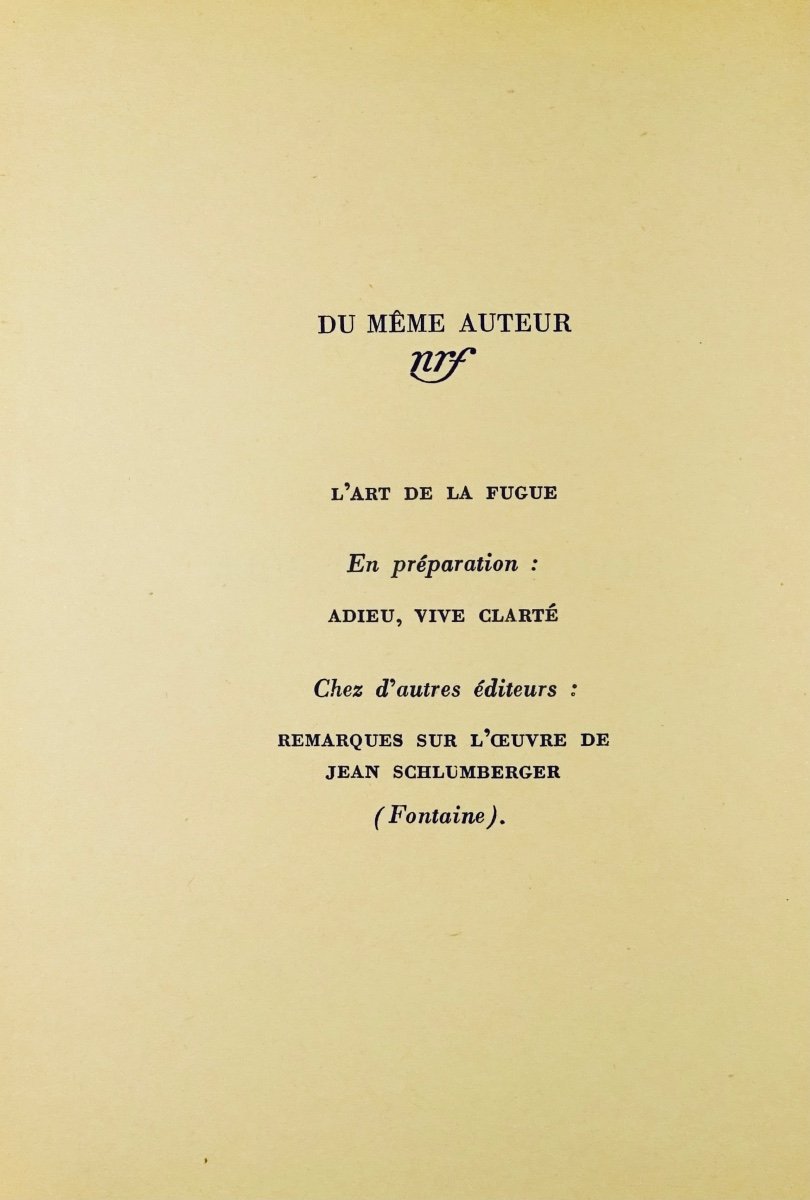 DU MÊME AUTEUR
nrf
L'ART DE LA FUGUE
En préparation :
ADIEU, VIVE CLARTÉ
Chez d'autres éditeurs :
REMARQUES SUR L'ŒUVRE DE
JEAN SCHLUMBERGER
(Fontaine).